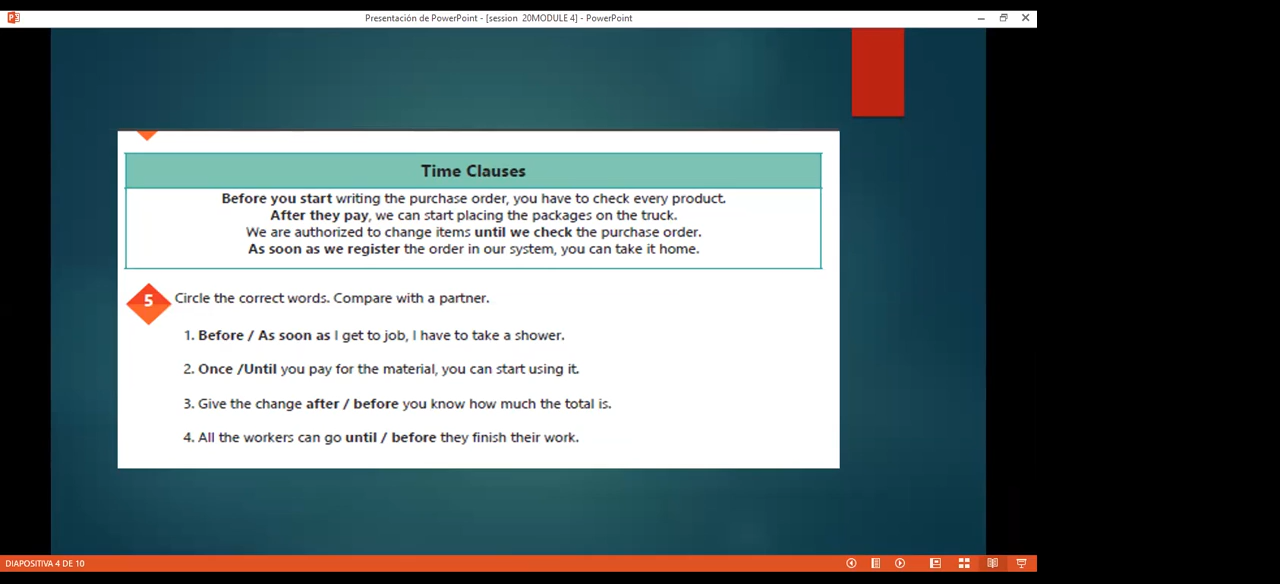 Presentación de PowerPoint - [session 20MODULE 4] - PowerPoint
Time Clauses
Before you start writing the purchase order, you have to check every product.
After they pay, we can start placing the packages on the truck.
We are authorized to change items until we check the purchase order.
As soon as we register the order in our system, you can take it home.
5 Circle the correct words. Compare with a partner.
1. Before / As soon as I get to job, I have to take a shower.
2. Once /Until you pay for the material, you can start using it.
3. Give the change after / before you know how much the total is.
4. All the workers can go until / before they finish their work.
DIAPOSITIVA 4 DE 10